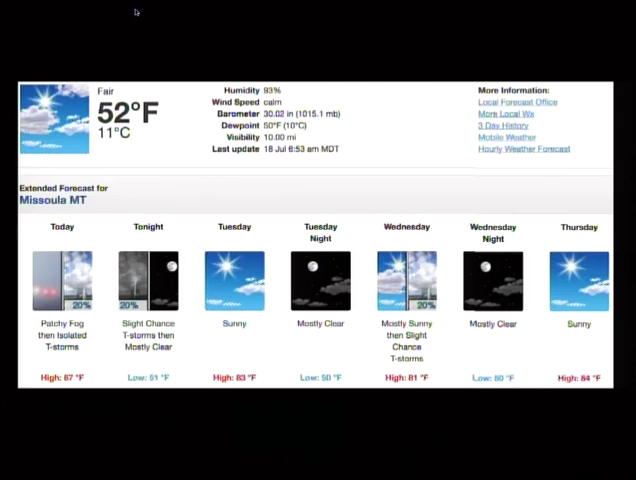 Fair
52°F
11°C
Humidity 93%
Wind Speed calm
Barometer 30.02 in (1015.1 mb)
Dewpoint 50°F (10°C)
Visibility 10.00 mi
Last update 18 Jul 6:53 am MDT
More Information:
Local Forecast Office
More Local Wx
3 Day History
Mobile Weather
Hourly Weather Forecast
Extended Forecast for
Missoula MT
Today
20%
Patchy Fog
then Isolated
T-storms
High: 87 °F
Tonight
20%
Slight Chance
T-storms then
Mostly Clear
Low: 51 °F
Tuesday
Sunny
High: 83 °F
Tuesday
Night
Mostly Clear
Low: 50 °F
Wednesday
20%
Mostly Sunny
then Slight
Chance
T-storms
High: 81 °F
Wednesday
Night
Mostly Clear
Low: 50 °F
Thursday
Sunny
High: 84 °F